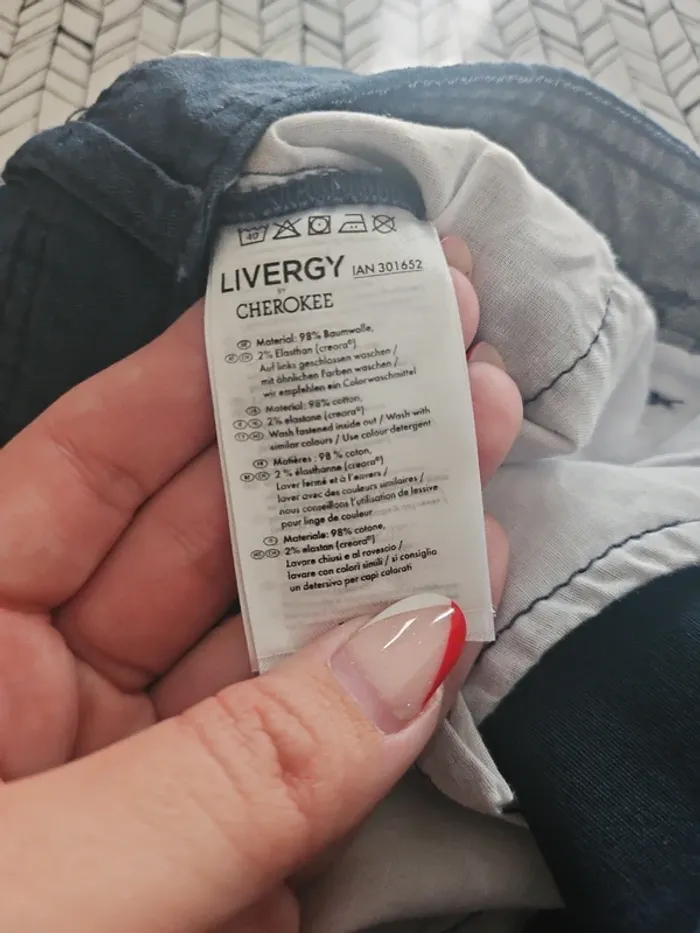 40
LIVERGY IAN 301652
BY
CHEROKEE
Material: 98% Baumwolle,
2% Elasthan (creora®)
Auf links geschlossen waschen /
mit ähnlichen Farben waschen /
wir empfehlen ein Colorwaschmittel
Material: 98% cotton,
2% elastane (creora®)
Wash fastened inside out / Wash with
similar colours / Use colour detergent
Matières : 98 % coton,
2 % élasthanne (creora®)
Laver fermé et à l'envers /
laver avec des couleurs similaires /
nous conseillons l'utilisation de lessive
pour linge de couleur
Materiale: 98% cotone,
2% elastan (creora®)
Lavare chiusi e al rovescio /
lavare con colori simili / si consiglia
un detersivo per capi colorati